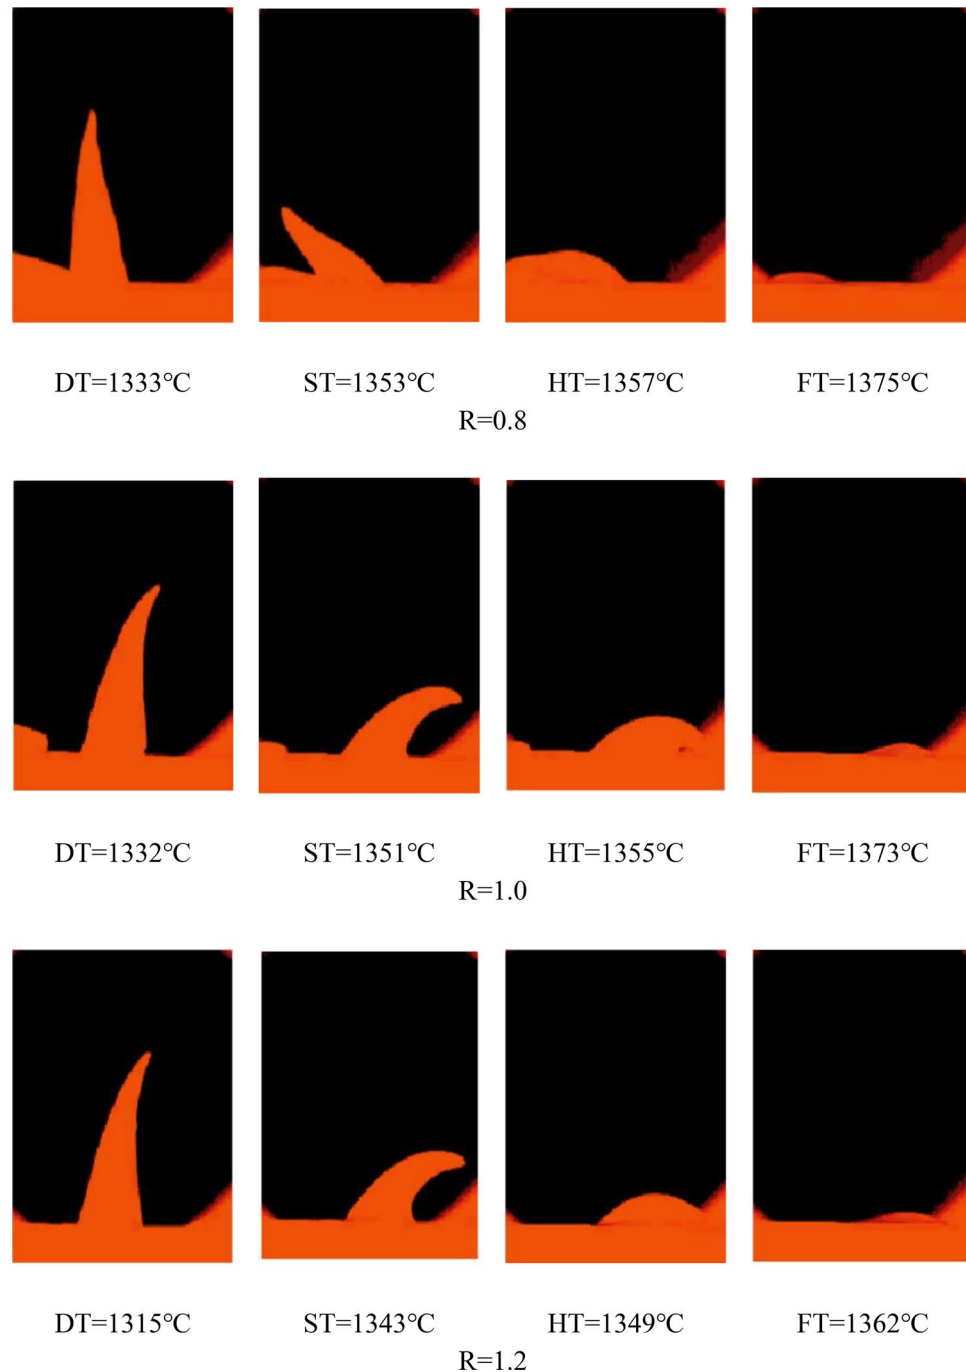 DT=1333℃ ST=1353℃ HT=1357℃ FT=1375℃
R=0.8
DT=1332℃ ST=1351℃ HT=1355℃ FT=1373℃
R=1.0
DT=1315℃ ST=1343℃ HT=1349℃ FT=1362℃
R=1.2